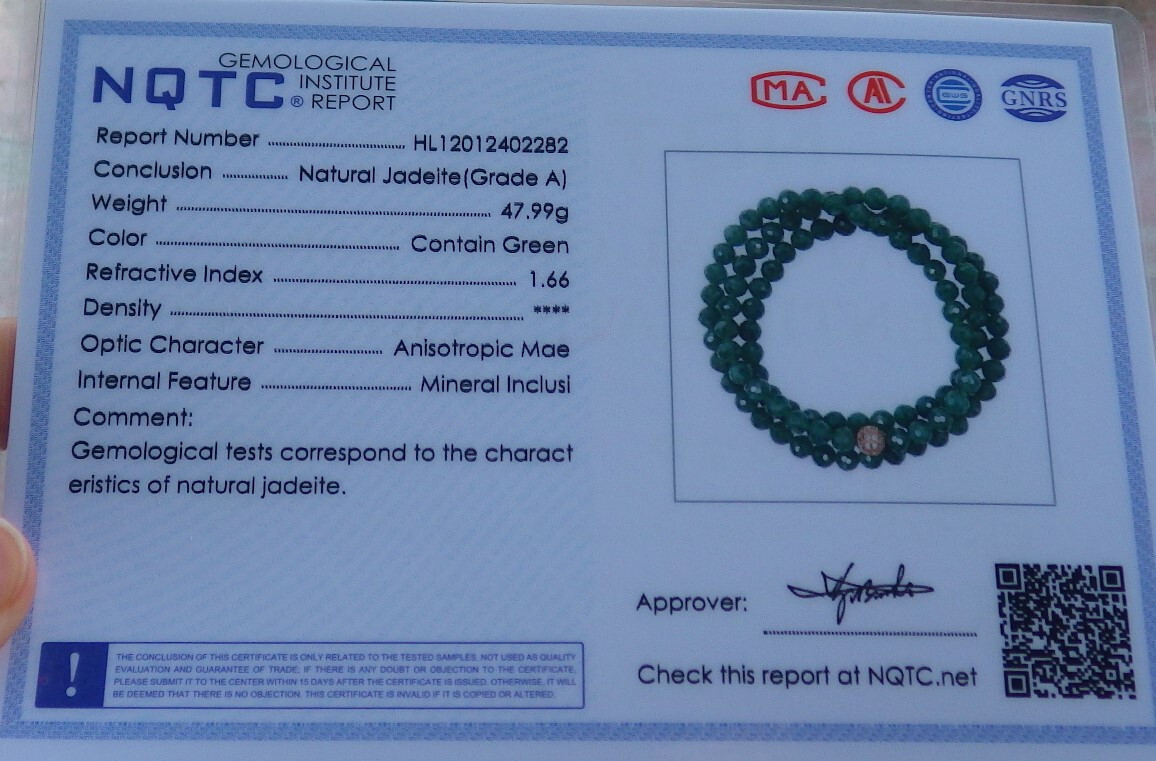 NQTC® GEMOLOGICAL
INSTITUTE
REPORT
MA
AL
GWS
GNRS
Report Number ........ HL12012402282
Conclusion ........ Natural Jadeite(Grade A)
Weight ........ 47.99g
Color ........ Contain Green
Refractive Index ........ 1.66
Density ........ ****
Optic Character ........ Anisotropic Mae
Internal Feature ........ Mineral Inclusi
Comment:
Gemological tests correspond to the charact
eristics of natural jadeite.
Approver:
Check this report at NQTC.net
!
THE CONCLUSION OF THIS CERTIFICATE IS ONLY RELATED TO THE TESTED SAMPLES, NOT USED AS QUALITY
EVALUATION AND GUARANTEE OF TRADE; IF THERE IS ANY DOUBT OR OBJECTION TO THE CERTIFICATE,
PLEASE SUBMIT IT TO THE CENTER WITHIN 15 DAYS AFTER THE CERTIFICATE IS ISSUED. OTHERWISE, IT WILL
BE DEEMED THAT THERE IS NO OBJECTION. THIS CERTIFICATE IS INVALID IF IT IS COPIED OR ALTERED.